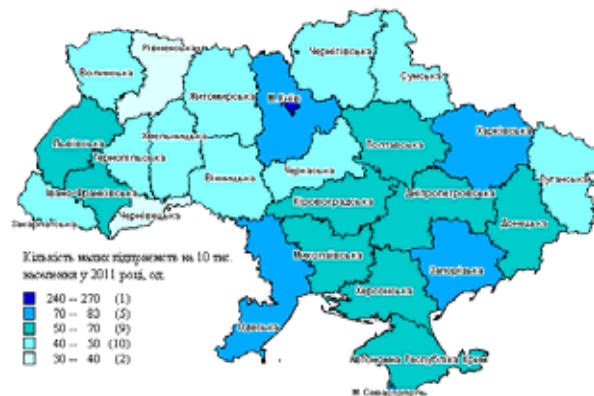 Чернігівська
Рівненська
Волинська
Сумська
Житомирська
М.Київ
Харківська
Львівська
Хмельницька
Полтавська
Тернопільська
Черкаська
Луганська
Вінницька
Івано-Франківська
Дніпропетровська
Кіровоградська
Донецька
Закарпатська
Чернівецька
Миколаївська
Запорізька
Херсонська
Одеська
Автономна Республіка Крим
М.Севастополь
Кількість малих підприємств на 10 тис.
населення у 2011 році, од.
240 -- 270 (1)
70 -- 83 (5)
50 -- 70 (9)
40 -- 50 (10)
30 -- 40 (2)